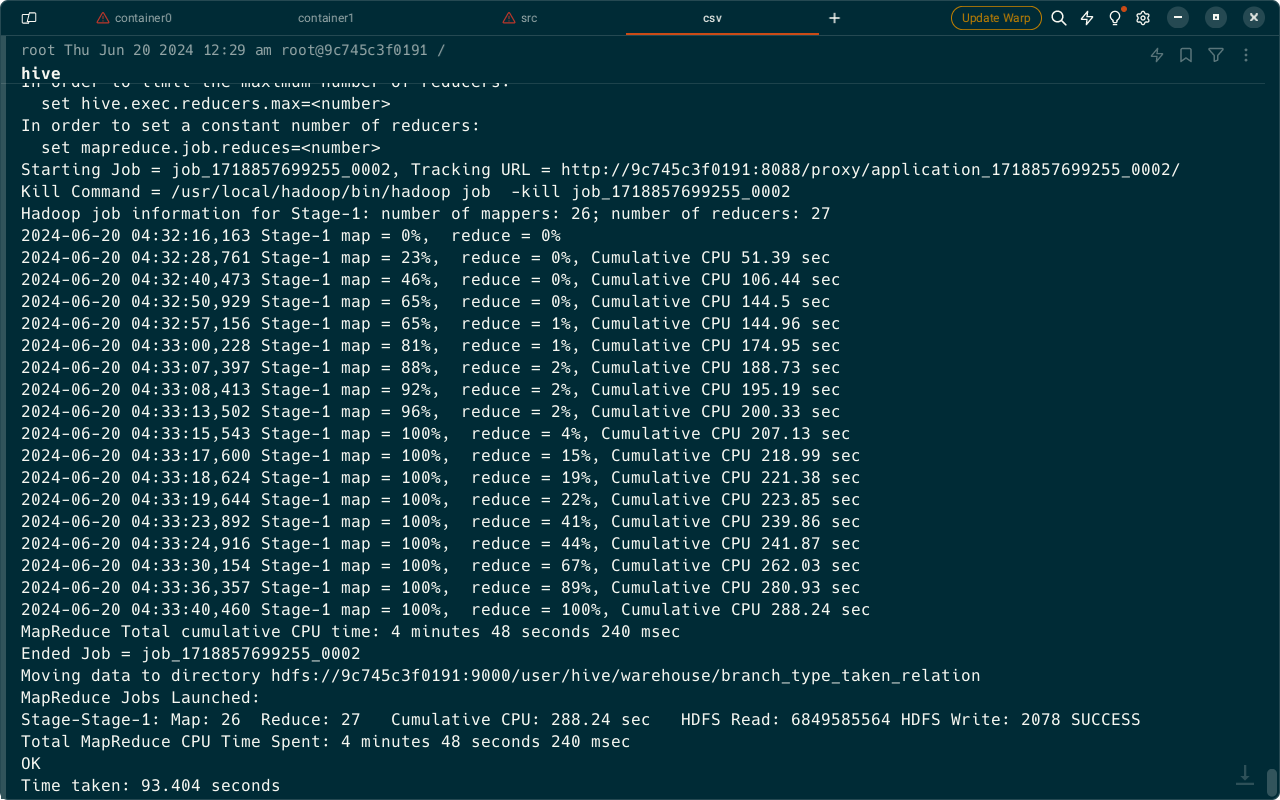 container0 container1 src csv + Update Warp
root Thu Jun 20 2024 12:29 am root@9c745c3f0191 /
hive
In order to limit the maximum number of reducers:
  set hive.exec.reducers.max=<number>
In order to set a constant number of reducers:
  set mapreduce.job.reduces=<number>
Starting Job = job_1718857699255_0002, Tracking URL = http://9c745c3f0191:8088/proxy/application_1718857699255_0002/
Kill Command = /usr/local/hadoop/bin/hadoop job  -kill job_1718857699255_0002
Hadoop job information for Stage-1: number of mappers: 26; number of reducers: 27
2024-06-20 04:32:16,163 Stage-1 map = 0%,  reduce = 0%
2024-06-20 04:32:28,761 Stage-1 map = 23%,  reduce = 0%, Cumulative CPU 51.39 sec
2024-06-20 04:32:40,473 Stage-1 map = 46%,  reduce = 0%, Cumulative CPU 106.44 sec
2024-06-20 04:32:50,929 Stage-1 map = 65%,  reduce = 0%, Cumulative CPU 144.5 sec
2024-06-20 04:32:57,156 Stage-1 map = 65%,  reduce = 1%, Cumulative CPU 144.96 sec
2024-06-20 04:33:00,228 Stage-1 map = 81%,  reduce = 1%, Cumulative CPU 174.95 sec
2024-06-20 04:33:07,397 Stage-1 map = 88%,  reduce = 2%, Cumulative CPU 188.73 sec
2024-06-20 04:33:08,413 Stage-1 map = 92%,  reduce = 2%, Cumulative CPU 195.19 sec
2024-06-20 04:33:13,502 Stage-1 map = 96%,  reduce = 2%, Cumulative CPU 200.33 sec
2024-06-20 04:33:15,543 Stage-1 map = 100%,  reduce = 4%, Cumulative CPU 207.13 sec
2024-06-20 04:33:17,600 Stage-1 map = 100%,  reduce = 15%, Cumulative CPU 218.99 sec
2024-06-20 04:33:18,624 Stage-1 map = 100%,  reduce = 19%, Cumulative CPU 221.38 sec
2024-06-20 04:33:19,644 Stage-1 map = 100%,  reduce = 22%, Cumulative CPU 223.85 sec
2024-06-20 04:33:23,892 Stage-1 map = 100%,  reduce = 41%, Cumulative CPU 239.86 sec
2024-06-20 04:33:24,916 Stage-1 map = 100%,  reduce = 44%, Cumulative CPU 241.87 sec
2024-06-20 04:33:30,154 Stage-1 map = 100%,  reduce = 67%, Cumulative CPU 262.03 sec
2024-06-20 04:33:36,357 Stage-1 map = 100%,  reduce = 89%, Cumulative CPU 280.93 sec
2024-06-20 04:33:40,460 Stage-1 map = 100%,  reduce = 100%, Cumulative CPU 288.24 sec
MapReduce Total cumulative CPU time: 4 minutes 48 seconds 240 msec
Ended Job = job_1718857699255_0002
Moving data to directory hdfs://9c745c3f0191:9000/user/hive/warehouse/branch_type_taken_relation
MapReduce Jobs Launched:
Stage-Stage-1: Map: 26  Reduce: 27   Cumulative CPU: 288.24 sec   HDFS Read: 6849585564 HDFS Write: 2078 SUCCESS
Total MapReduce CPU Time Spent: 4 minutes 48 seconds 240 msec
OK
Time taken: 93.404 seconds